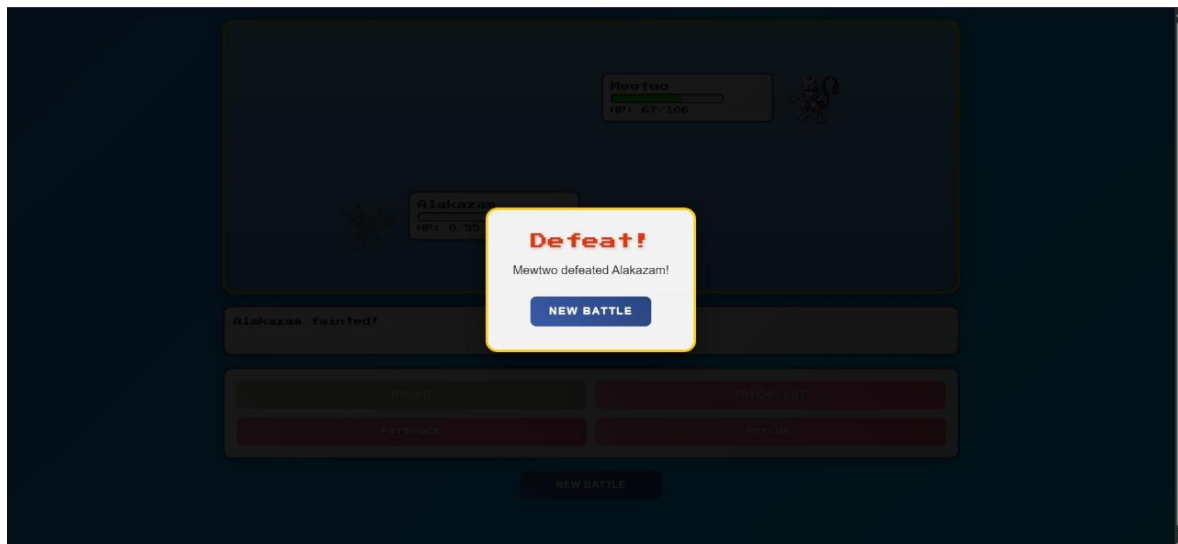 Mewtwo
HP: 67/106
Alakazam
HP: 0/55
Defeat!
Mewtwo defeated Alakazam!
NEW BATTLE
Alakazam fainted!
PSYCHO CUT
PSYSHOCK
PSYCHIC
NEW BATTLE